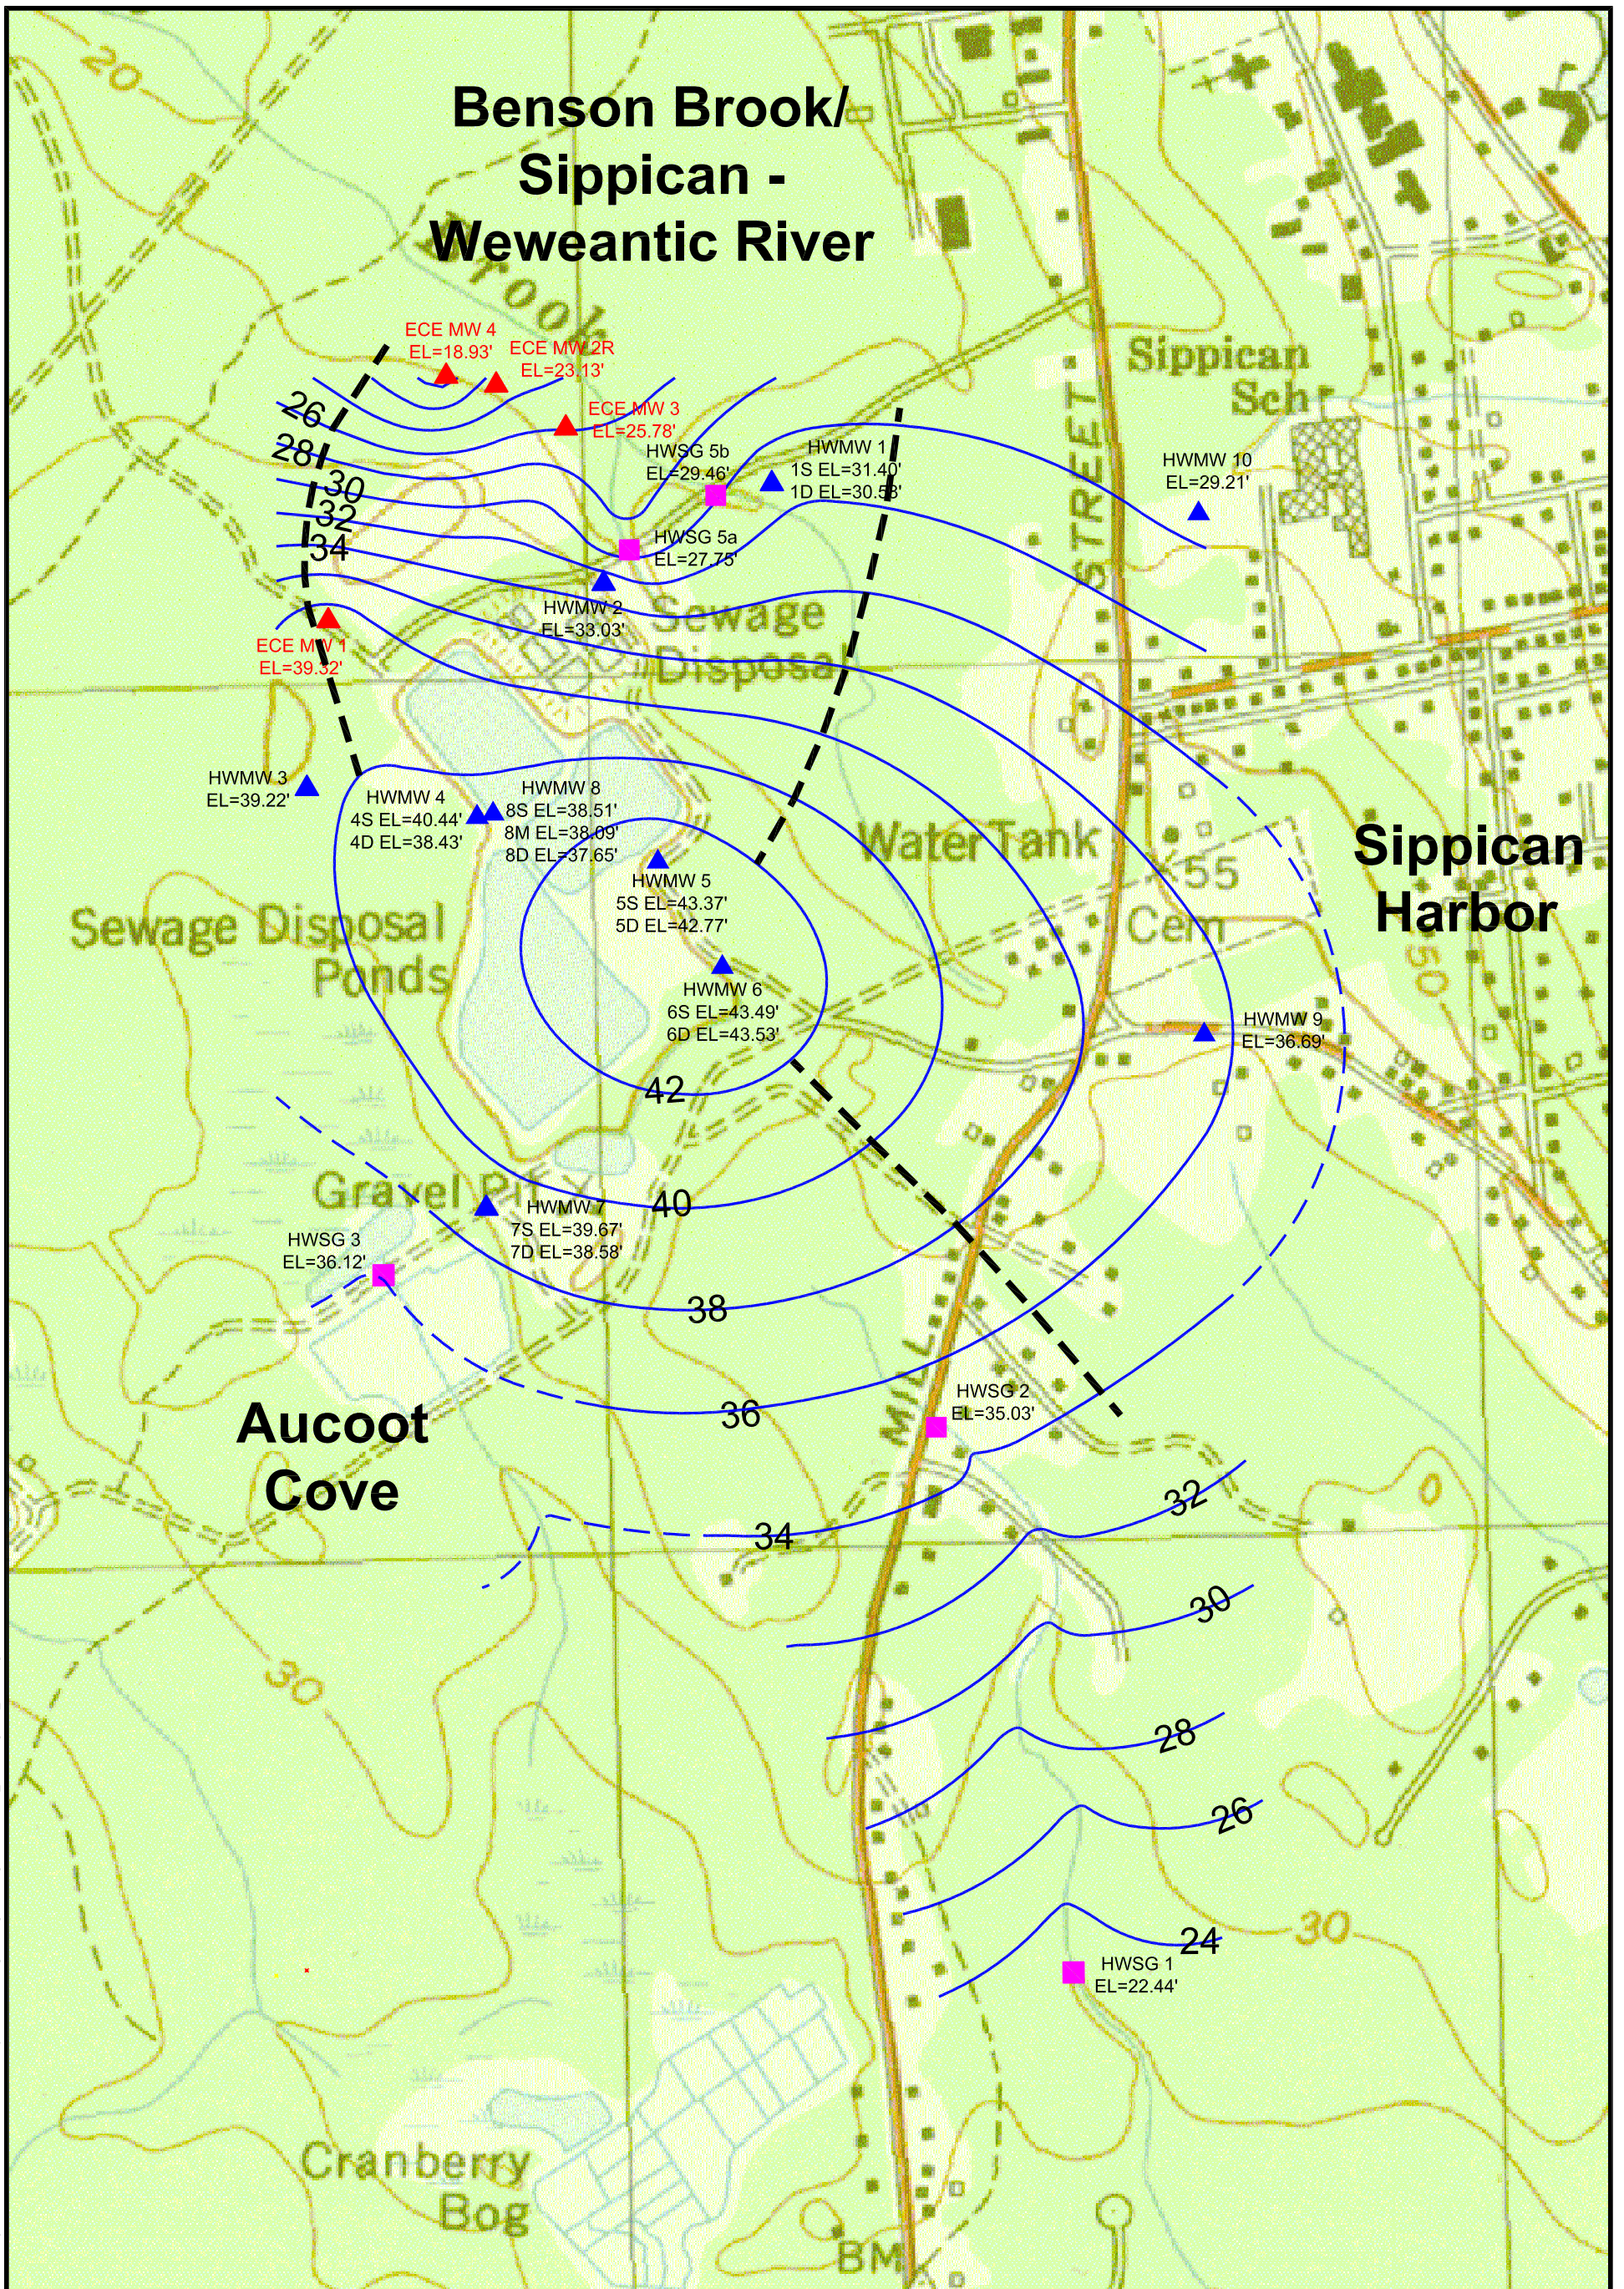 20
Benson Brook/
Sippican -
Weweantic River
Brook
ECE MW 4
EL=18.93'
ECE MW 2R
EL=23.13'
ECE MW 3
EL=25.78'
Sippican
Sch
26
28
30
32
34
HWSG 5b
EL=29.46'
HWMW 1
1S EL=31.40'
1D EL=30.58'
HWMW 10
EL=29.21'
STREET
HWSG 5a
EL=27.75'
HWMW 2
EL=33.03'
Sewage
Disposal
ECE MW 1
EL=39.32'
HWMW 3
EL=39.22'
HWMW 4
4S EL=40.44'
4D EL=38.43'
HWMW 8
8S EL=38.51'
8M EL=38.09'
8D EL=37.65'
Water Tank
55
Cem
Sippican
Harbor
50
HWMW 5
5S EL=43.37'
5D EL=42.77'
Sewage Disposal
Ponds
HWMW 6
6S EL=43.49'
6D EL=43.53'
HWMW 9
EL=36.69'
42
Gravel Pit
40
HWMW 7
7S EL=39.67'
7D EL=38.58'
HWSG 3
EL=36.12'
38
MILL
Aucoot
Cove
36
HWSG 2
EL=35.03'
34
32
0
30
30
28
26
24
30
HWSG 1
EL=22.44'
Cranberry
Bog
BM